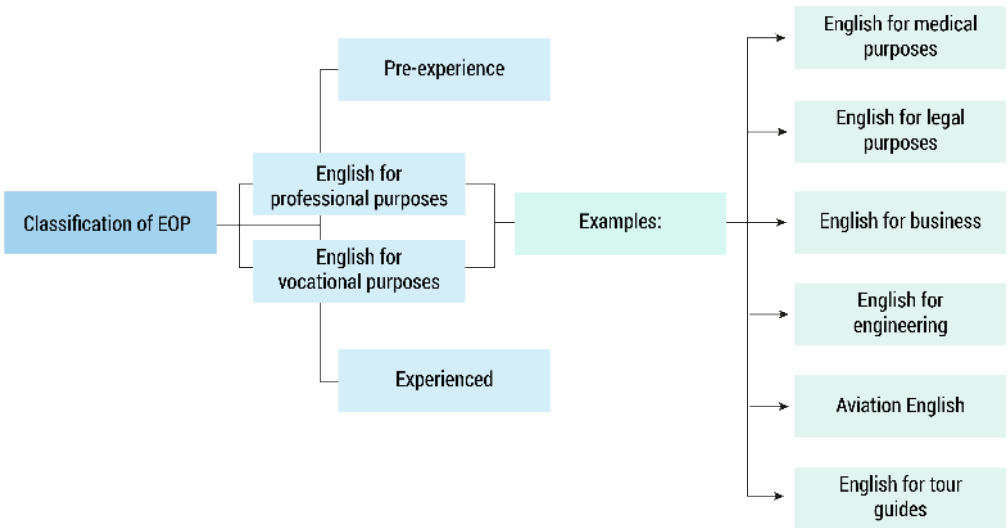 Classification of EOP
Pre-experience
English for
professional purposes
English for
vocational purposes
Experienced
Examples:
English for medical
purposes
English for legal
purposes
English for business
English for
engineering
Aviation English
English for tour
guides